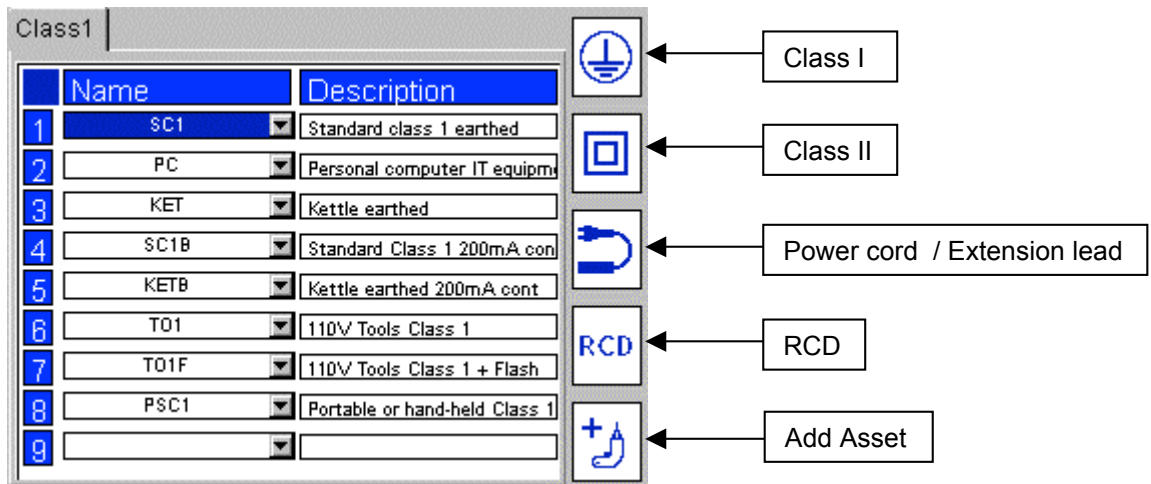 Class1
Name Description
1 SC1 Standard class 1 earthed
2 PC Personal computer IT equipm
3 KET Kettle earthed
4 SC1B Standard Class 1 200mA con
5 KETB Kettle earthed 200mA cont
6 TO1 110V Tools Class 1
7 TO1F 110V Tools Class 1 + Flash
8 PSC1 Portable or hand-held Class 1
9
RCD
Class I
Class II
Power cord / Extension lead
RCD
Add Asset